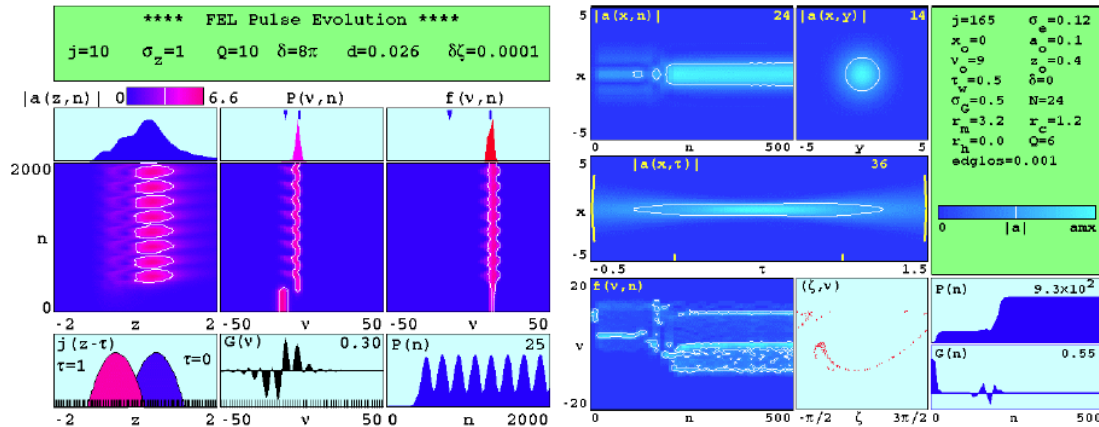 **** FEL Pulse Evolution ****
j=10 σz=1 Q=10 δ=8π d=0.026 δζ=0.0001
|a(z,n)| 0 6.6 P(ν,n) f(ν,n)
2000
n
0
-2 z 2 -50 ν 50 -50 ν 50
j(z-τ) G(ν) 0.30 P(n) 25
τ=1 τ=0
-2 z 2 -50 ν 50 0 n 2000
5 |a(x,n)| 24 |a(x,y)| 14
x
-5
0 n 500 -5 y 5
5 |a(x,τ)| 36
x
-5
-0.5 τ 1.5
j=165 σe=0.12
xo=0 ao=0.1
νo=9 zo=0.4
τw=0.5 δ=0
σG=0.5 N=24
rm=3.2 rc=1.2
rh=0.0 Q=6
edglos=0.001
0 |a| amx
20 f(ν,n) (ζ,ν)
ν
-20
0 n 500 -π/2 ζ 3π/2
P(n) 9.3x10²
G(n) 0.55
0 n 500